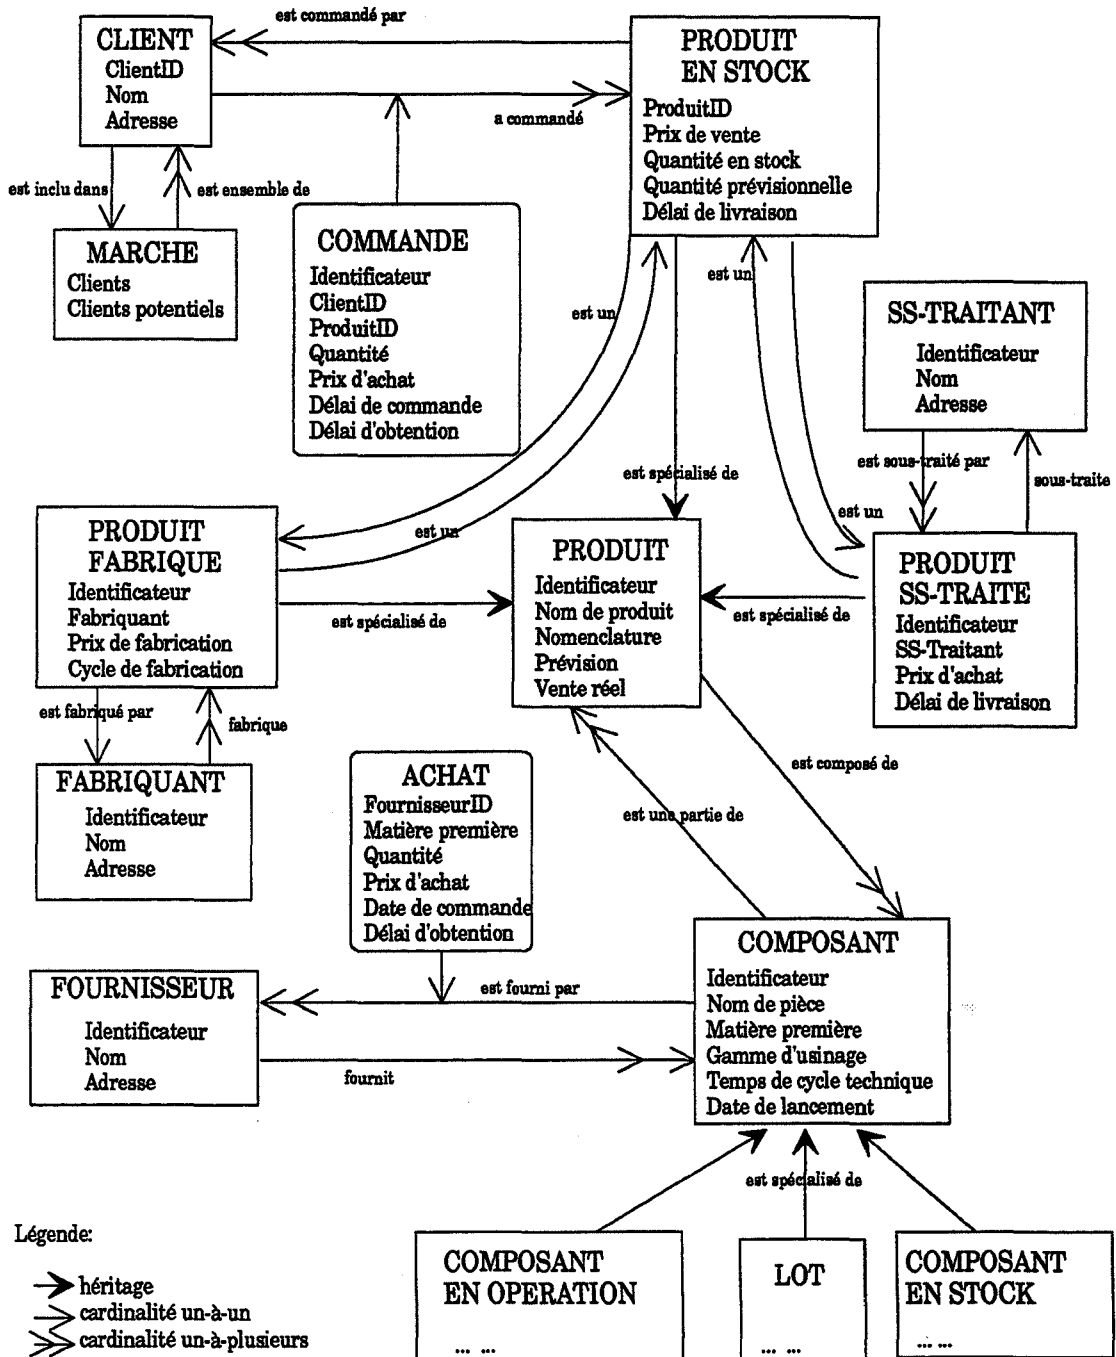 est commandé par
CLIENT
ClientID
Nom
Adresse
a commandé
PRODUIT
EN STOCK
ProduitID
Prix de vente
Quantité en stock
Quantité prévisionnelle
Délai de livraison
est inclu dans
est ensemble de
MARCHE
Clients
Clients potentiels
COMMANDE
Identificateur
ClientID
ProduitID
Quantité
Prix d'achat
Délai de commande
Délai d'obtention
est un
est un
SS-TRAITANT
Identificateur
Nom
Adresse
est spécialisé de
est sous-traité par
sous-traite
est un
est un
PRODUIT
FABRIQUE
Identificateur
Fabriquant
Prix de fabrication
Cycle de fabrication
est spécialisé de
PRODUIT
Identificateur
Nom de produit
Nomenclature
Prévision
Vente réel
est spécialisé de
PRODUIT
SS-TRAITE
Identificateur
SS-Traitant
Prix d'achat
Délai de livraison
est fabriqué par
fabrique
FABRIQUANT
Identificateur
Nom
Adresse
ACHAT
FournisseurID
Matière première
Quantité
Prix d'achat
Date de commande
Délai d'obtention
est une partie de
est composé de
FOURNISSEUR
Identificateur
Nom
Adresse
est fourni par
fournit
COMPOSANT
Identificateur
Nom de pièce
Matière première
Gamme d'usinage
Temps de cycle technique
Date de lancement
est spécialisé de
Légende:
héritage
cardinalité un-à-un
cardinalité un-à-plusieurs
COMPOSANT
EN OPERATION
... ...
LOT
... ...
COMPOSANT
EN STOCK
... ...